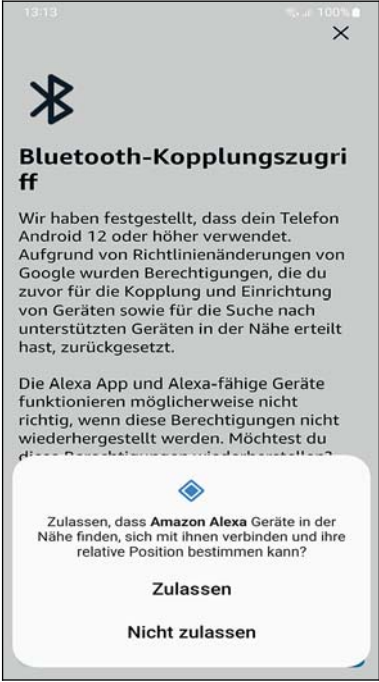 13:13
100%
Bluetooth-Kopplungszugri
ff
Wir haben festgestellt, dass dein Telefon
Android 12 oder höher verwendet.
Aufgrund von Richtlinienänderungen von
Google wurden Berechtigungen, die du
zuvor für die Kopplung und Einrichtung
von Geräten sowie für die Suche nach
unterstützten Geräten in der Nähe erteilt
hast, zurückgesetzt.
Die Alexa App und Alexa-fähige Geräte
funktionieren möglicherweise nicht
richtig, wenn diese Berechtigungen nicht
wiederhergestellt werden. Möchtest du
diese Berechtigungen wiederherstellen?
Zulassen, dass Amazon Alexa Geräte in der
Nähe finden, sich mit ihnen verbinden und ihre
relative Position bestimmen kann?
Zulassen
Nicht zulassen